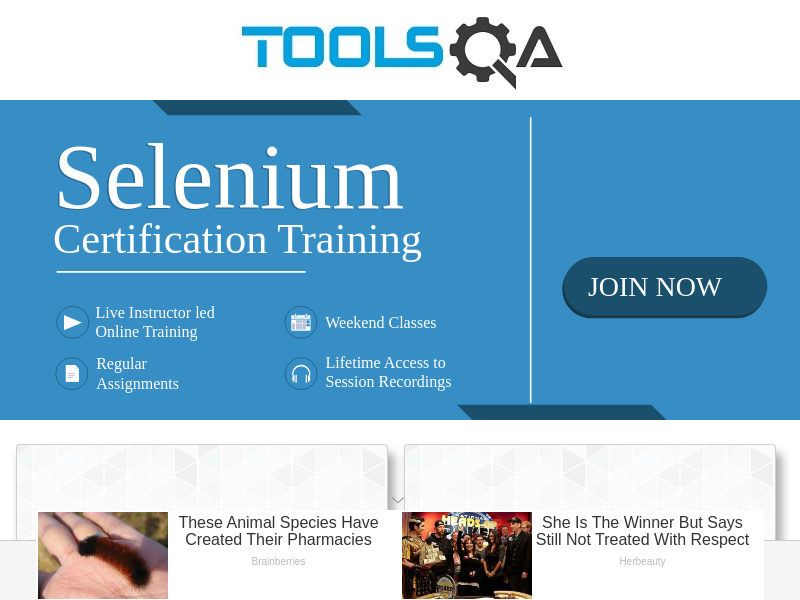 TOOLSQA
Selenium
Certification Training
JOIN NOW
Live Instructor led
Online Training
Weekend Classes
Regular
Assignments
Lifetime Access to
Session Recordings
These Animal Species Have
Created Their Pharmacies
Brainberries
HEADS-UP
She Is The Winner But Says
Still Not Treated With Respect
Herbeauty